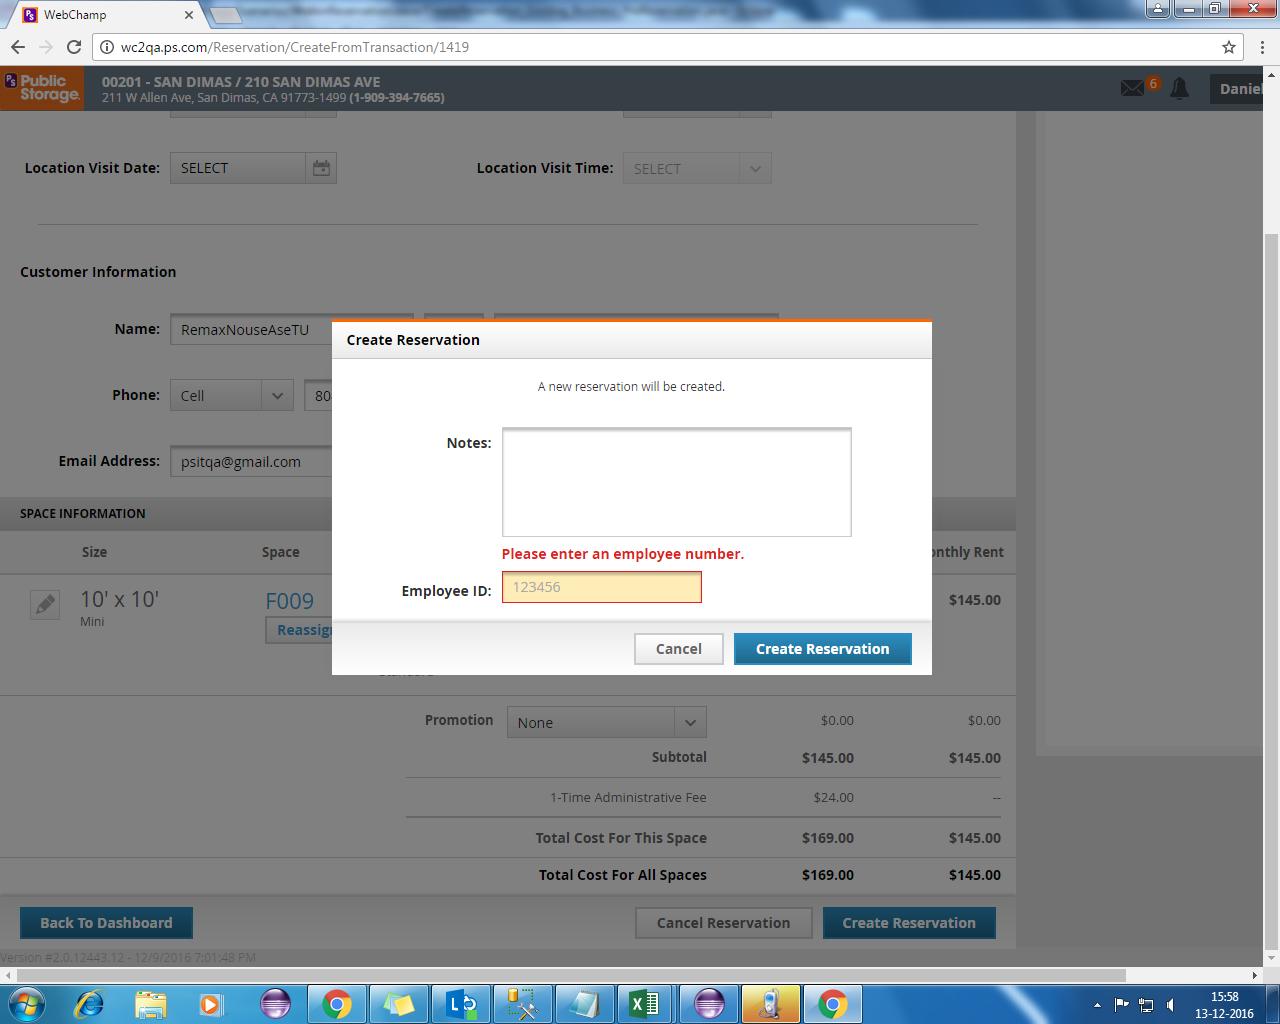 WebChamp
wc2qa.ps.com/Reservation/CreateFromTransaction/1419
Public Storage.
00201 - SAN DIMAS / 210 SAN DIMAS AVE
211 W Allen Ave, San Dimas, CA 91773-1499 (1-909-394-7665)
6
Daniel
Location Visit Date: SELECT
Location Visit Time: SELECT
Customer Information
Name: RemaxNouseAseTU
Phone: Cell 80
Email Address: psitqa@gmail.com
Create Reservation
A new reservation will be created.
Notes:
Please enter an employee number.
Employee ID: 123456
Cancel Create Reservation
SPACE INFORMATION
Size Space onthly Rent
10' x 10' F009 $145.00
Mini
Reassig
Promotion None $0.00 $0.00
Subtotal $145.00 $145.00
1-Time Administrative Fee $24.00 --
Total Cost For This Space $169.00 $145.00
Total Cost For All Spaces $169.00 $145.00
Back To Dashboard Cancel Reservation Create Reservation
Version #2.0.12443.12 - 12/9/2016 7:01:48 PM
15:58
13-12-2016